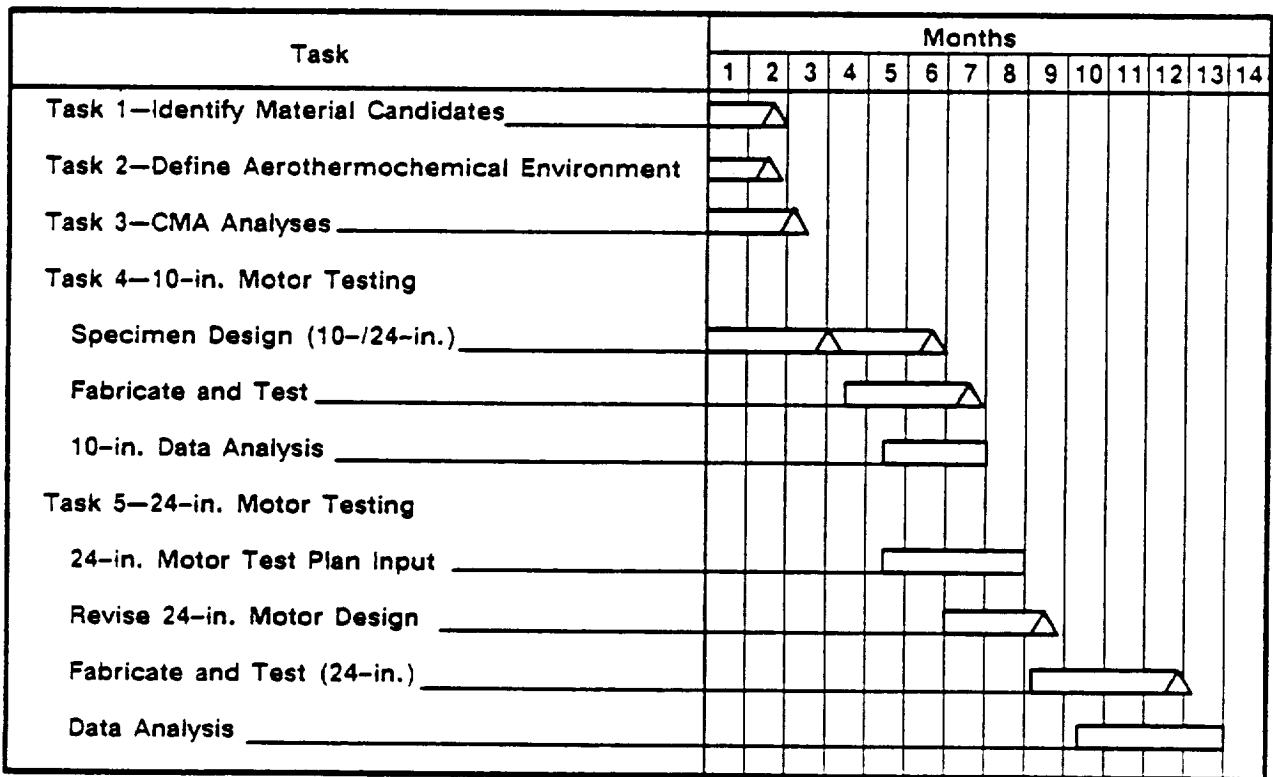 Task
Months
1 2 3 4 5 6 7 8 9 10 11 12 13 14
Task 1—Identify Material Candidates
Task 2—Define Aerothermochemical Environment
Task 3—CMA Analyses
Task 4—10-in. Motor Testing
Specimen Design (10-/24-in.)
Fabricate and Test
10-in. Data Analysis
Task 5—24-in. Motor Testing
24-in. Motor Test Plan Input
Revise 24-in. Motor Design
Fabricate and Test (24-in.)
Data Analysis